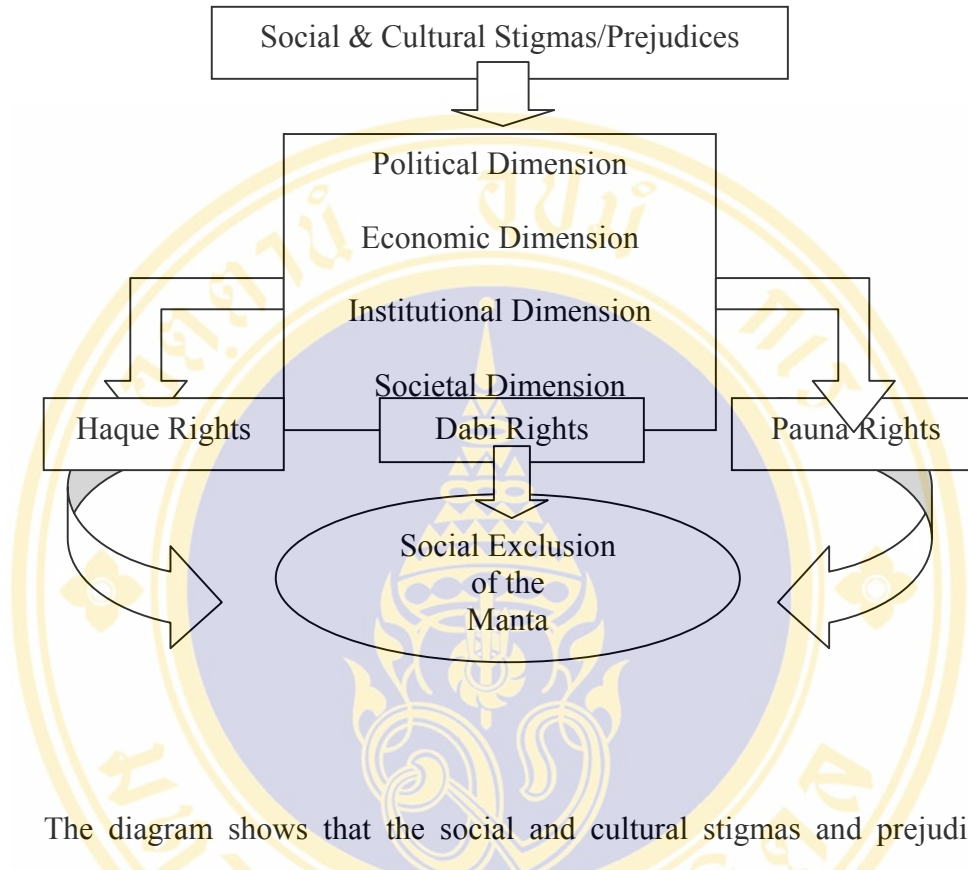 Social & Cultural Stigmas/Prejudices
Political Dimension
Economic Dimension
Institutional Dimension
Societal Dimension
Haque Rights
Dabi Rights
Pauna Rights
Social Exclusion
of the
Manta
The diagram shows that the social and cultural stigmas and prejudi